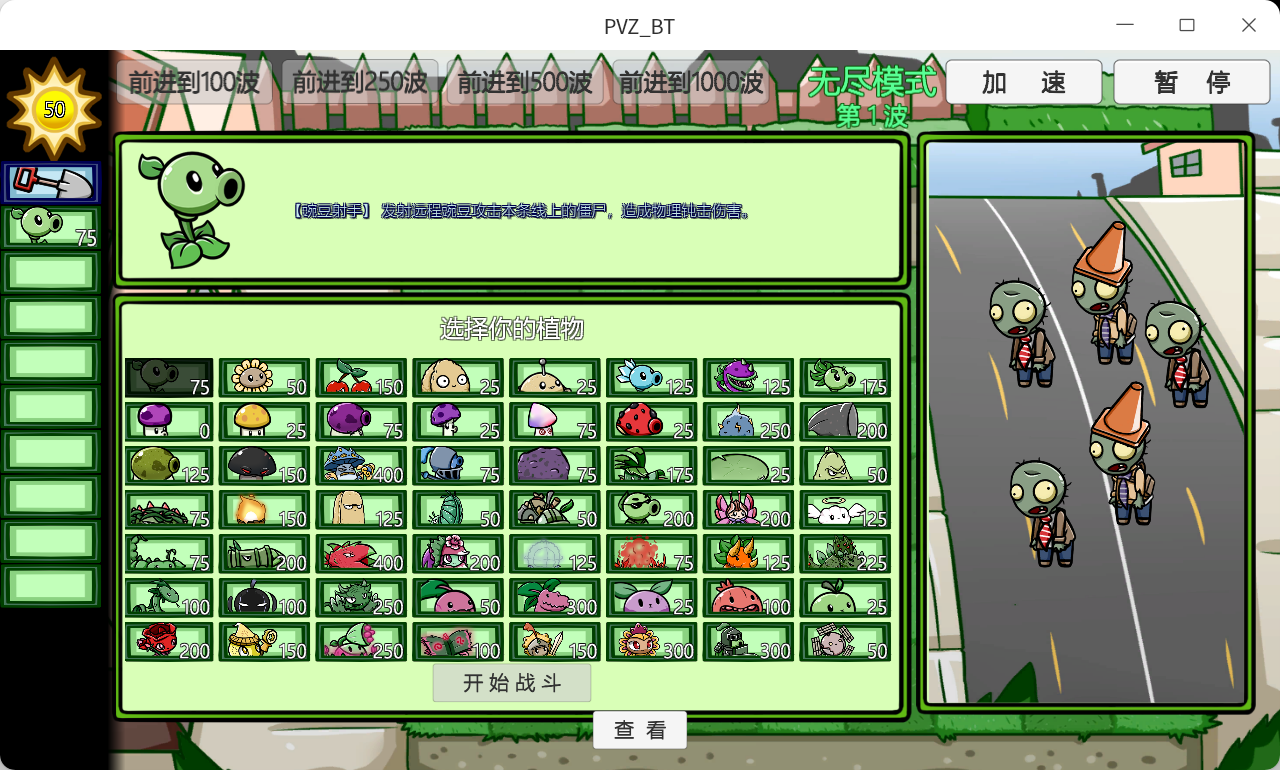 PVZ_BT
前进到100波 前进到250波 前进到500波 前进到1000波 无尽模式 加 速 暂 停
第1波
50
【豌豆射手】 发射远程豌豆攻击本条线上的僵尸，造成物理钝击伤害。
75
选择你的植物
75 50 150 25 25 125 125 175
0 25 75 25 75 25 250 200
125 150 400 75 75 175 25 50
75 150 125 50 50 200 200 125
75 200 400 200 125 75 125 225
100 100 250 50 300 25 100 25
200 150 250 100 150 300 300 50
开始战斗
查 看